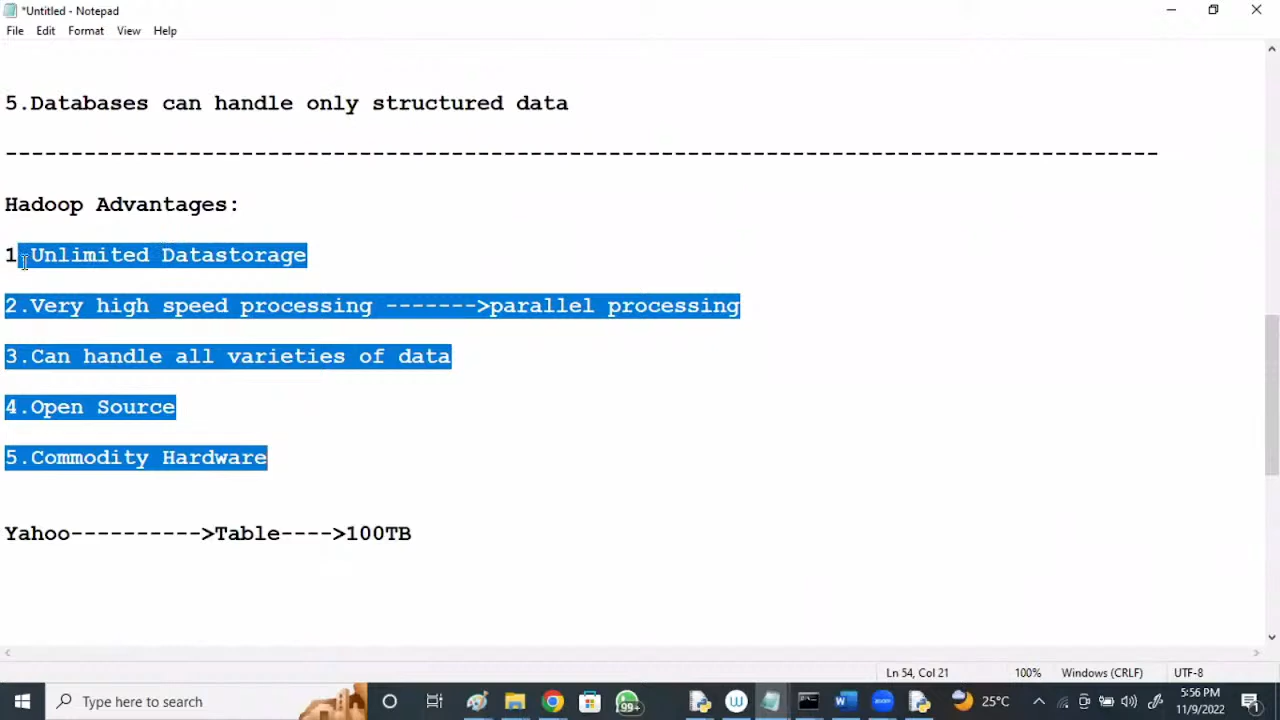 *Untitled - Notepad
File Edit Format View Help
5.Databases can handle only structured data
----------------------------------------------------------------------------------------
Hadoop Advantages:
1.Unlimited Datastorage
2.Very high speed processing ------->parallel processing
3.Can handle all varieties of data
4.Open Source
5.Commodity Hardware
Yahoo---------->Table---->100TB
Ln 54, Col 21 100% Windows (CRLF) UTF-8
Type here to search 99+ 25°C 5:56 PM
11/9/2022